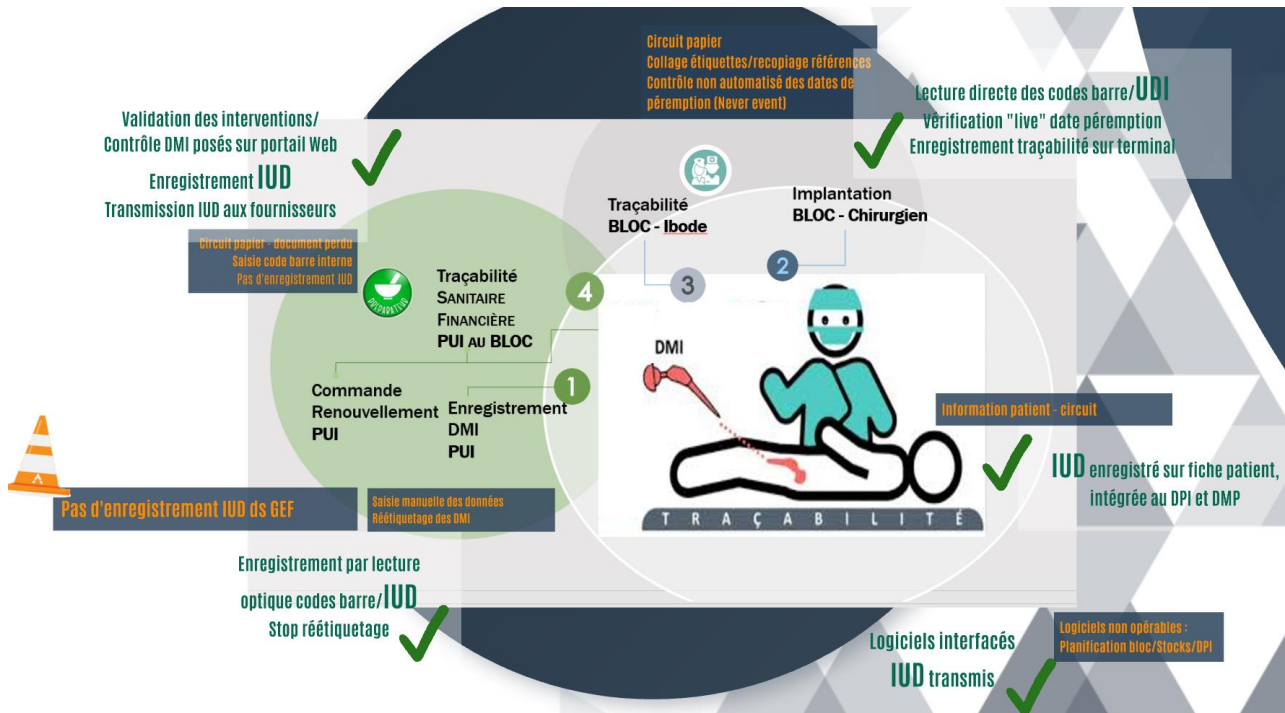 Circuit papier
Collage étiquettes/recopiage références
Contrôle non automatisé des dates de
péremption (Never event)
Lecture directe des codes barre/UDI
Vérification "live" date péremption
Enregistrement traçabilité sur terminal
Validation des interventions/
Contrôle DMI posés sur portail Web
Enregistrement IUD
Transmission IUD aux fournisseurs
Circuit papier - document perdu
Saisie code barre interne
Pas d'enregistrement IUD
Traçabilité
BLOC - Ibode
3
Implantation
BLOC - Chirurgien
2
PREPARATEUR
Traçabilité
SANITAIRE
FINANCIÈRE
PUI AU BLOC
4
Commande
Renouvellement
PUI
Enregistrement
DMI
PUI
1
DMI
TRAÇABILITÉ
Information patient - circuit
IUD enregistré sur fiche patient,
intégrée au DPI et DMP
Pas d'enregistrement IUD ds GEF
Saisie manuelle des données
Réétiquetage des DMI
Enregistrement par lecture
optique codes barre/IUD
Stop réétiquetage
Logiciels interfacés
IUD transmis
Logiciels non opérables :
Planification bloc/Stocks/DPI